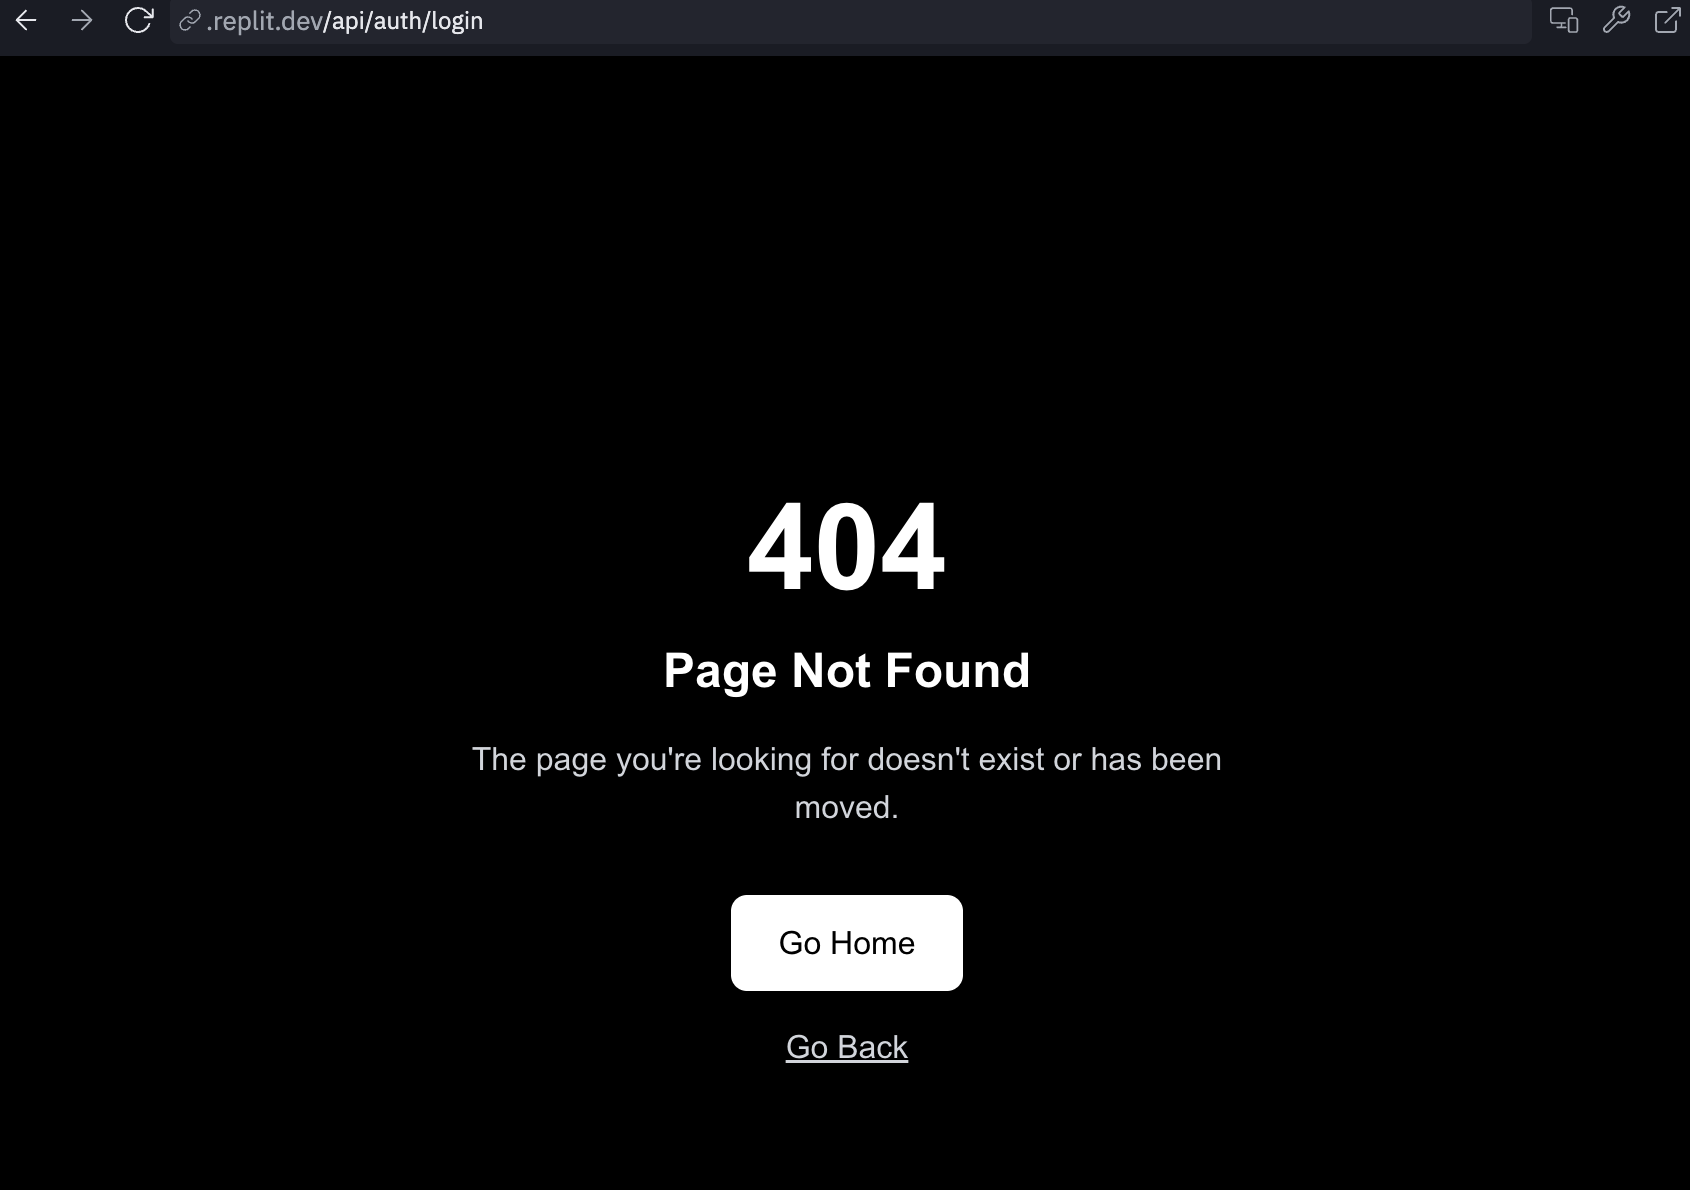 .replit.dev/api/auth/login
404
Page Not Found
The page you're looking for doesn't exist or has been
moved.
Go Home
Go Back